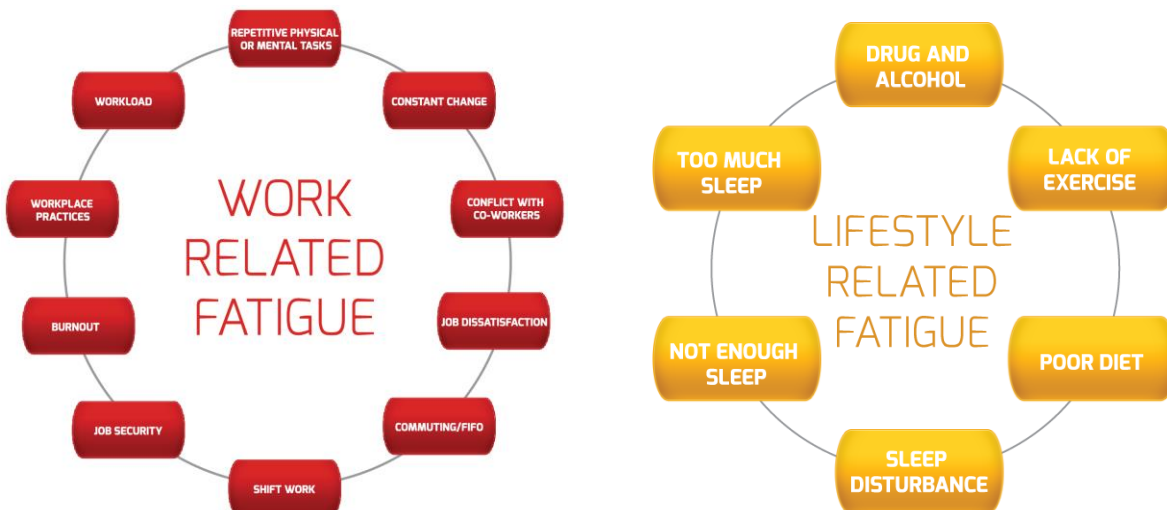 REPETITIVE PHYSICAL
OR MENTAL TASKS
CONSTANT CHANGE
CONFLICT WITH
CO-WORKERS
JOB DISSATISFACTION
COMMUTING/FIFO
SHIFT WORK
JOB SECURITY
BURNOUT
WORKPLACE
PRACTICES
WORKLOAD
WORK
RELATED
FATIGUE
DRUG AND
ALCOHOL
LACK OF
EXERCISE
POOR DIET
SLEEP
DISTURBANCE
NOT ENOUGH
SLEEP
TOO MUCH
SLEEP
LIFESTYLE
RELATED
FATIGUE